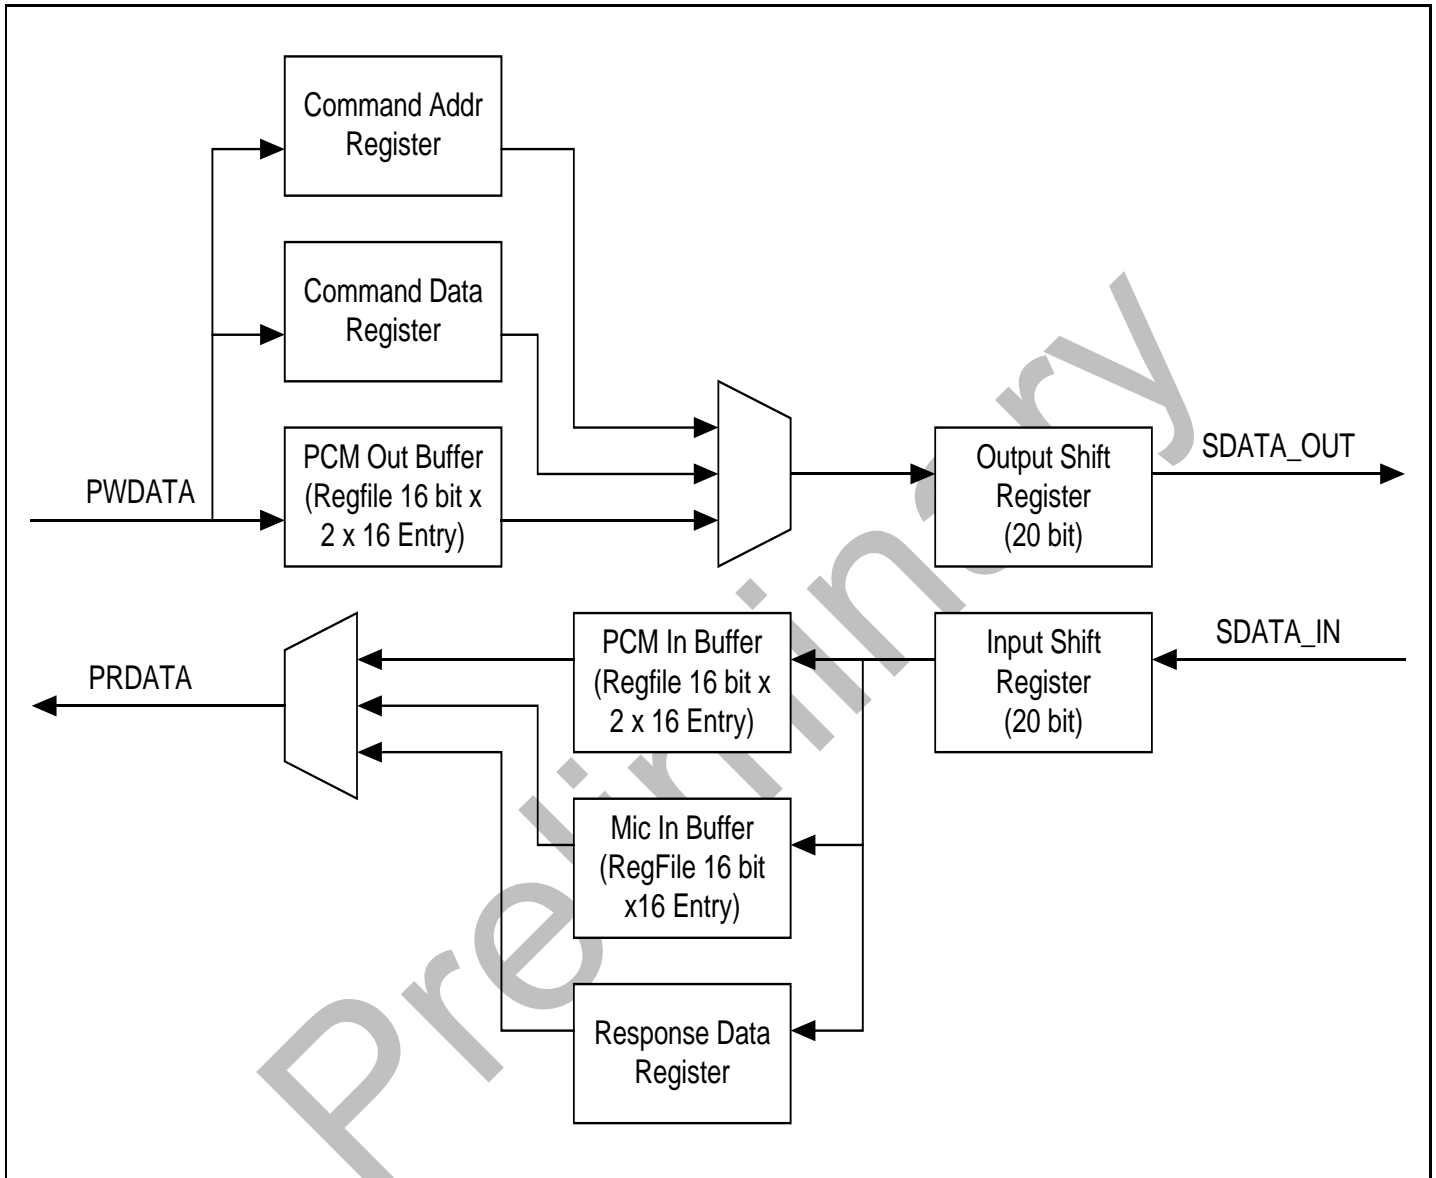 Command Addr
Register
Command Data
Register
PCM Out Buffer
(Regfile 16 bit x
2 x 16 Entry)
PWDATA
Output Shift
Register
(20 bit)
SDATA_OUT
PRDATA
PCM In Buffer
(Regfile 16 bit x
2 x 16 Entry)
Input Shift
Register
(20 bit)
SDATA_IN
Mic In Buffer
(RegFile 16 bit
x16 Entry)
Response Data
Register
Preliminary